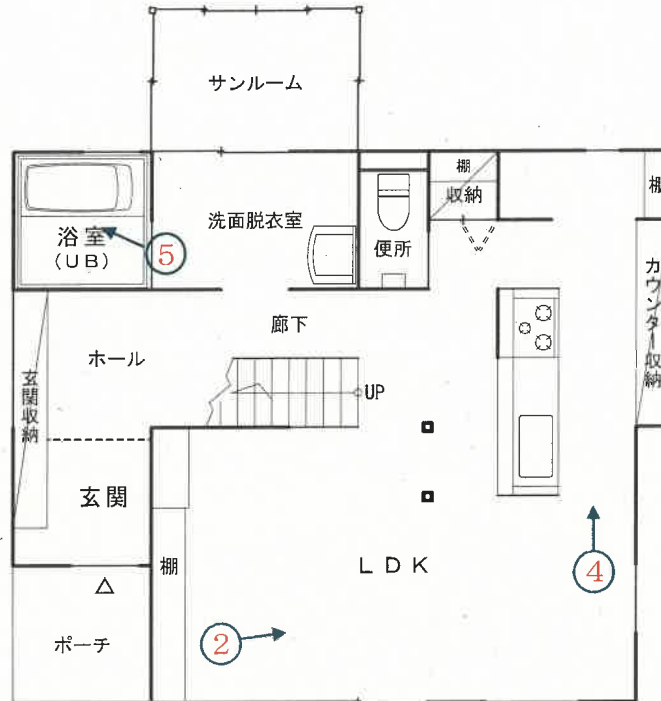 サンルーム
棚
収納
棚
洗面脱衣室
便所
浴室
(UB)
⑤
カウンター収納
廊下
ホール
玄関収納
UP
玄関
棚
LDK
④
ポーチ
②